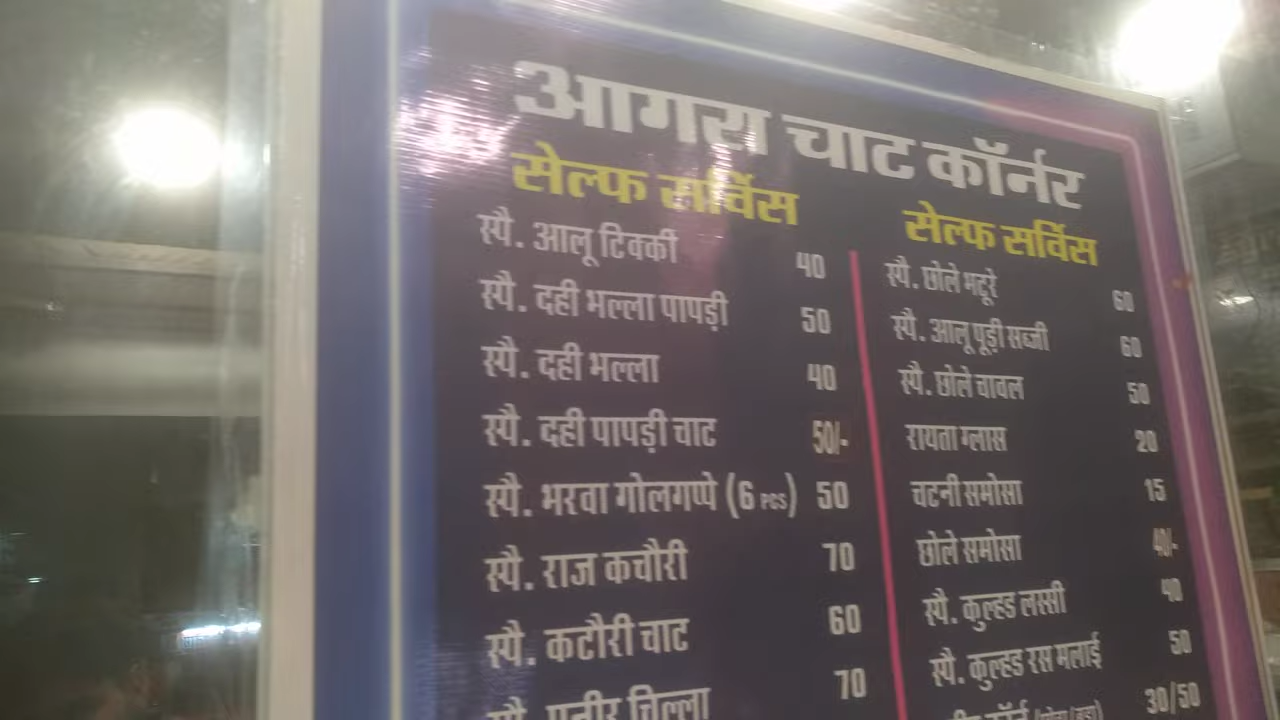 आगरा चाट कॉर्नर
सेल्फ सर्विस
स्पै. आलू टिक्की 40
स्पै. दही भल्ला पापड़ी 50
स्पै. दही भल्ला 40
स्पै. दही पापड़ी चाट 50/-
स्पै. भरवा गोलगप्पे (6 PCS) 50
स्पै. राज कचौरी 70
स्पै. कटौरी चाट 60
स्पै. पनीर चिल्ला 70
सेल्फ सर्विस
स्पै. छोले भटूरे 60
स्पै. आलू पूड़ी सब्जी 60
स्पै. छोले चावल 50
रायता ग्लास 20
चटनी समोसा 15
छोले समोसा 40/-
स्पै. कुल्हड लस्सी 40
स्पै. कुल्हड रस मलाई 50
कॉर्न 30/50